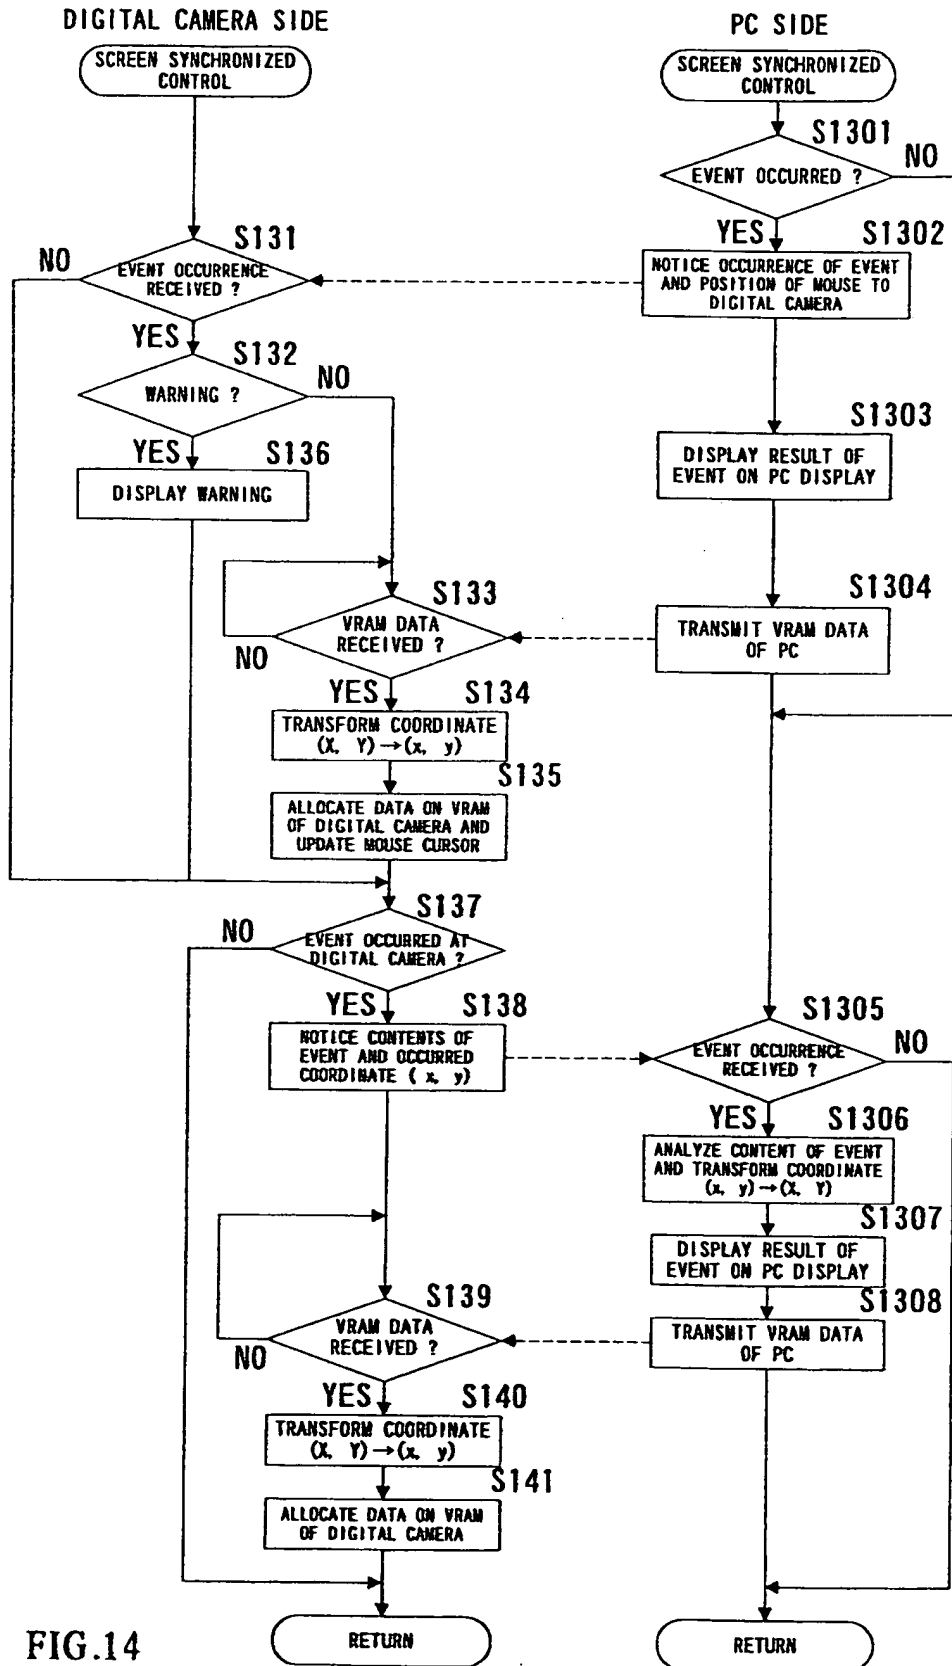 DIGITAL CAMERA SIDE
SCREEN SYNCHRONIZED
CONTROL
S131
EVENT OCCURRENCE
RECEIVED ?
NO
YES
S132
WARNING ?
NO
YES
S136
DISPLAY WARNING
S133
VRAM DATA
RECEIVED ?
NO
YES
S134
TRANSFORM COORDINATE
(X, Y)→(x, y)
S135
ALLOCATE DATA ON VRAM
OF DIGITAL CAMERA AND
UPDATE MOUSE CURSOR
S137
NO
EVENT OCCURRED AT
DIGITAL CAMERA ?
YES
S138
NOTICE CONTENTS OF
EVENT AND OCCURRED
COORDINATE ( x, y)
S139
VRAM DATA
RECEIVED ?
NO
YES
S140
TRANSFORM COORDINATE
(X, Y)→(x, y)
S141
ALLOCATE DATA ON VRAM
OF DIGITAL CAMERA
RETURN
PC SIDE
SCREEN SYNCHRONIZED
CONTROL
S1301
NO
EVENT OCCURRED ?
YES
S1302
NOTICE OCCURRENCE OF EVENT
AND POSITION OF MOUSE TO
DIGITAL CAMERA
S1303
DISPLAY RESULT OF
EVENT ON PC DISPLAY
S1304
TRANSMIT VRAM DATA
OF PC
S1305
EVENT OCCURRENCE
RECEIVED ?
NO
YES
S1306
ANALYZE CONTENT OF EVENT
AND TRANSFORM COORDINATE
(x, y)→(X, Y)
S1307
DISPLAY RESULT OF
EVENT ON PC DISPLAY
S1308
TRANSMIT VRAM DATA
OF PC
RETURN
FIG.14